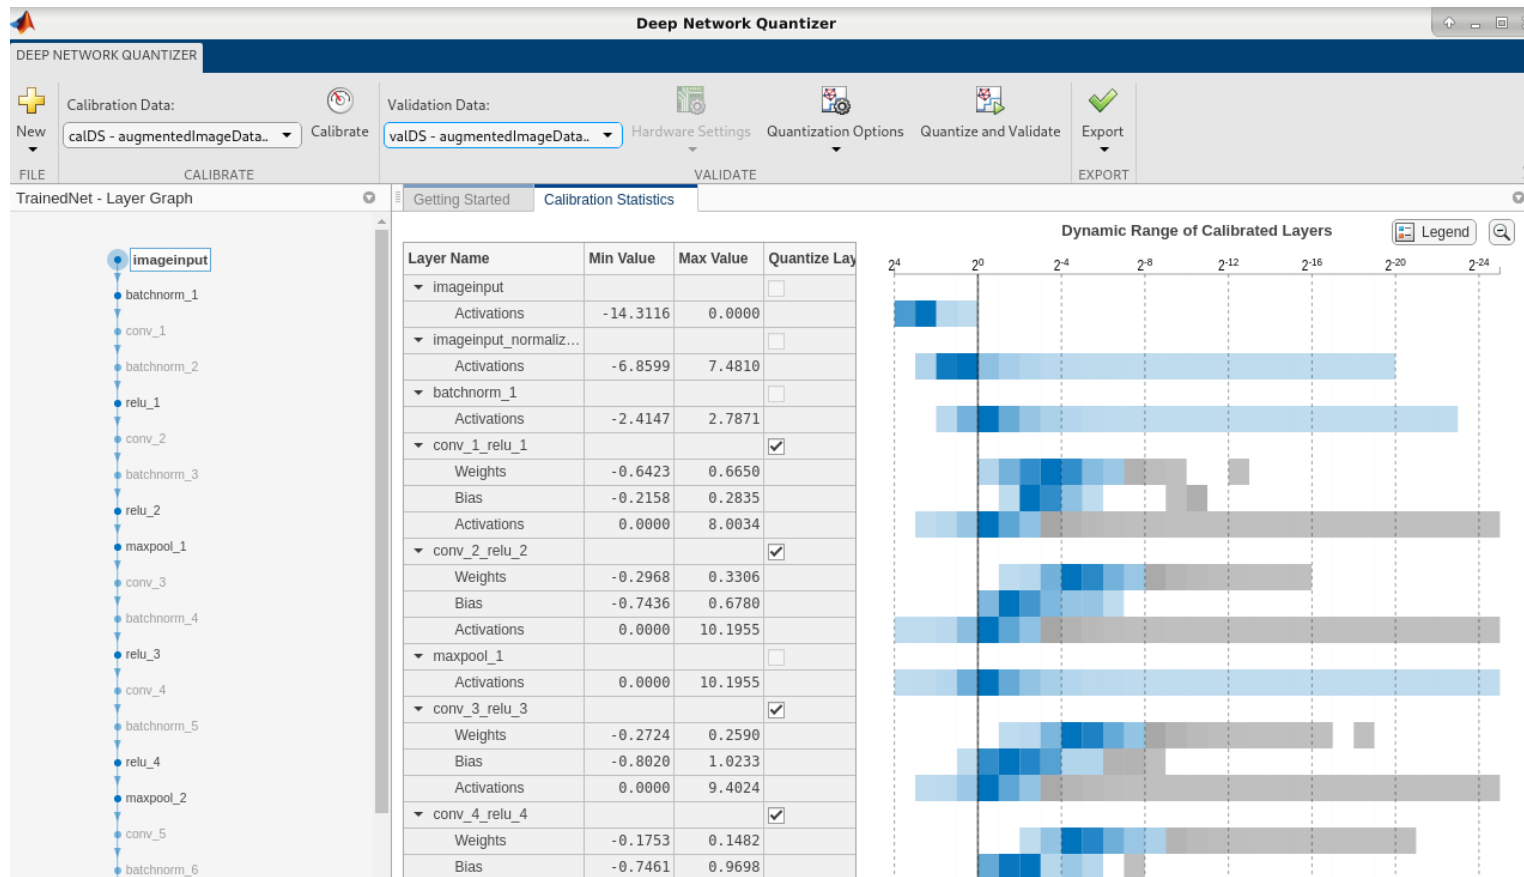 Deep Network Quantizer
DEEP NETWORK QUANTIZER
New
Calibration Data:
calDS - augmentedImageData..
Calibrate
Validation Data:
valDS - augmentedImageData..
Hardware Settings
Quantization Options
Quantize and Validate
Export
FILE
CALIBRATE
VALIDATE
EXPORT
TrainedNet - Layer Graph
imageinput
batchnorm_1
conv_1
batchnorm_2
relu_1
conv_2
batchnorm_3
relu_2
maxpool_1
conv_3
batchnorm_4
relu_3
conv_4
batchnorm_5
relu_4
maxpool_2
conv_5
batchnorm_6
Getting Started
Calibration Statistics
Layer Name Min Value Max Value Quantize Lay
imageinput
Activations -14.3116 0.0000
imageinput_normaliz...
Activations -6.8599 7.4810
batchnorm_1
Activations -2.4147 2.7871
conv_1_relu_1
Weights -0.6423 0.6650
Bias -0.2158 0.2835
Activations 0.0000 8.0034
conv_2_relu_2
Weights -0.2968 0.3306
Bias -0.7436 0.6780
Activations 0.0000 10.1955
maxpool_1
Activations 0.0000 10.1955
conv_3_relu_3
Weights -0.2724 0.2590
Bias -0.8020 1.0233
Activations 0.0000 9.4024
conv_4_relu_4
Weights -0.1753 0.1482
Bias -0.7461 0.9698
Dynamic Range of Calibrated Layers
Legend
2⁴ 2⁰ 2⁻⁴ 2⁻⁸ 2⁻¹² 2⁻¹⁶ 2⁻²⁰ 2⁻²⁴